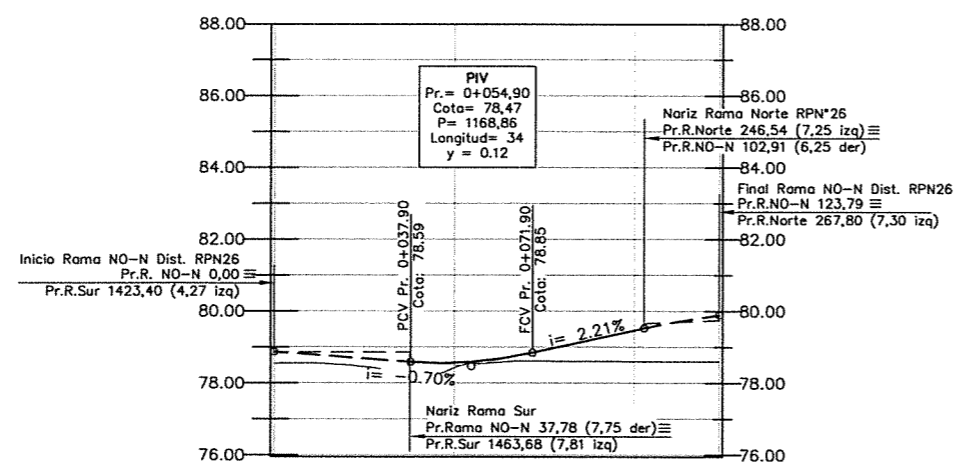 88.00
86.00
84.00
82.00
80.00
78.00
76.00
88.00
86.00
84.00
82.00
80.00
78.00
76.00
PIV
Pr.= 0+054,90
Cota= 78,47
P= 1168,86
Longitud= 34
y = 0.12
Nariz Rama Norte RPN°26
Pr.R.Norte 246,54 (7,25 izq)≡
Pr.R.NO-N 102,91 (6,25 der)
Final Rama NO-N Dist. RPN26
Pr.R.NO-N 123,79 ≡
Pr.R.Norte 267,80 (7,30 izq)
Inicio Rama NO-N Dist. RPN26
Pr.R. NO-N 0,00≡
Pr.R.Sur 1423,40 (4,27 izq)
PCV Pr. 0+037.90
Cota: 78.59
FCV Pr. 0+071.90
Cota: 78.85
i= 2.21%
i= -0.70%
Nariz Rama Sur
Pr.Rama NO-N 37,78 (7,75 der)≡
Pr.R.Sur 1463,68 (7,81 izq)